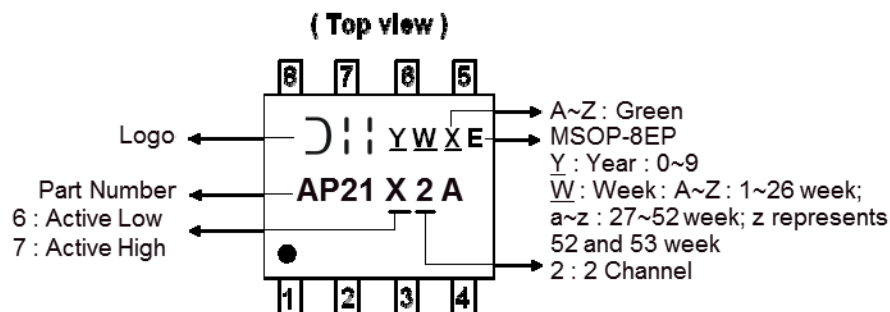 ( Top view )
8 7 6 5
Logo
Y W X E
A~Z : Green
MSOP-8EP
Y : Year : 0~9
W : Week : A~Z : 1~26 week;
a~z : 27~52 week; z represents
52 and 53 week
2 : 2 Channel
Part Number
AP21 X 2 A
6 : Active Low
7 : Active High
1 2 3 4